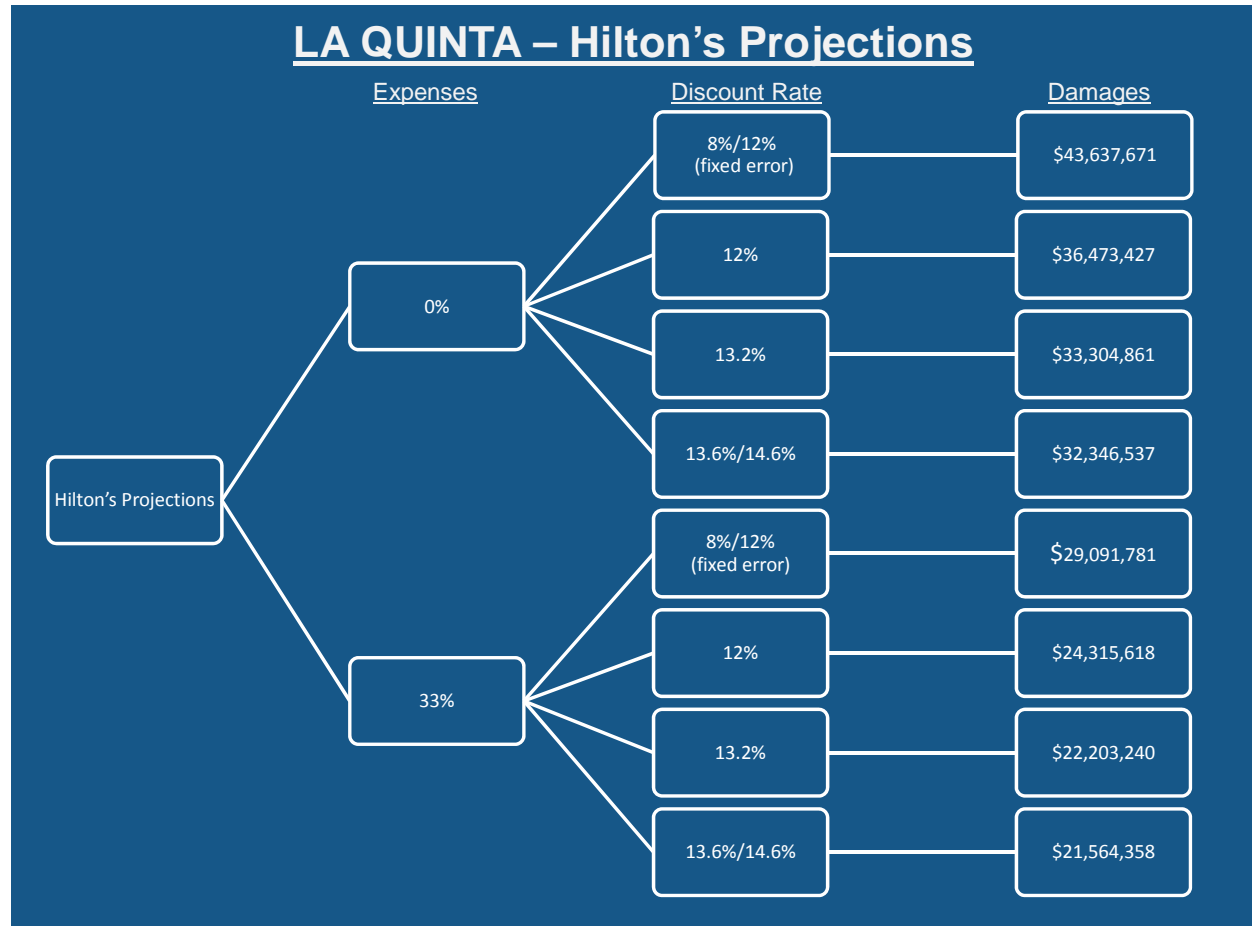 LA QUINTA – Hilton's Projections
Expenses
Discount Rate
Damages
8%/12%
(fixed error)
$43,637,671
12%
$36,473,427
0%
13.2%
$33,304,861
13.6%/14.6%
$32,346,537
Hilton's Projections
8%/12%
(fixed error)
$29,091,781
12%
$24,315,618
33%
13.2%
$22,203,240
13.6%/14.6%
$21,564,358